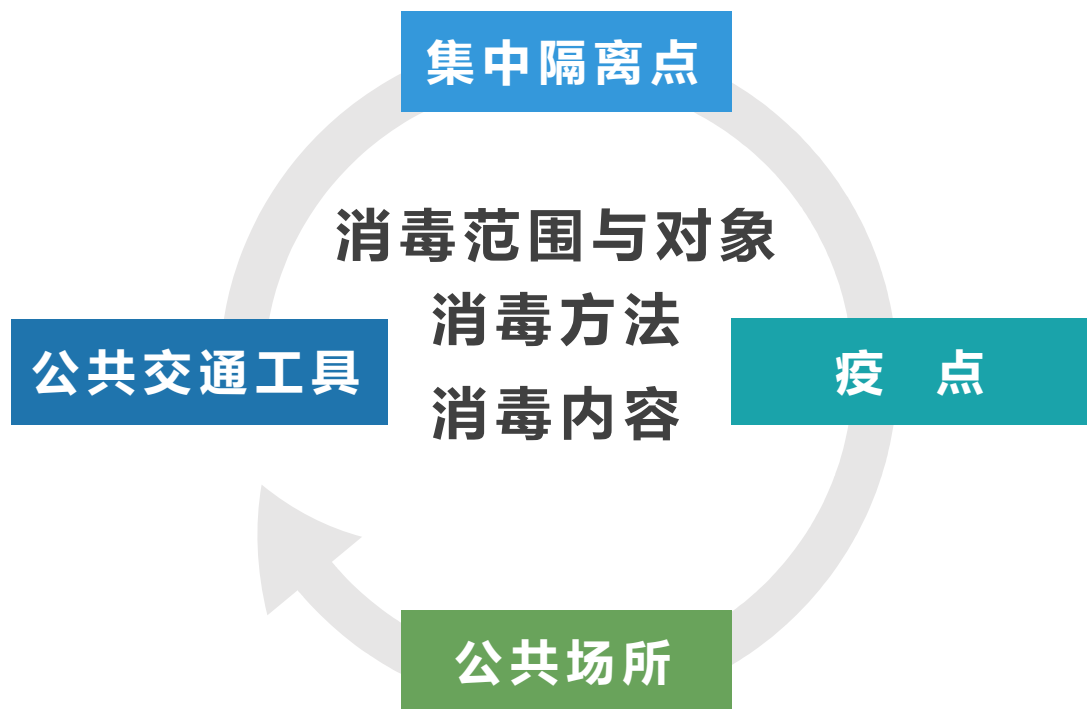 集中隔离点
消毒范围与对象
消毒方法
公共交通工具
疫　点
消毒内容
公共场所